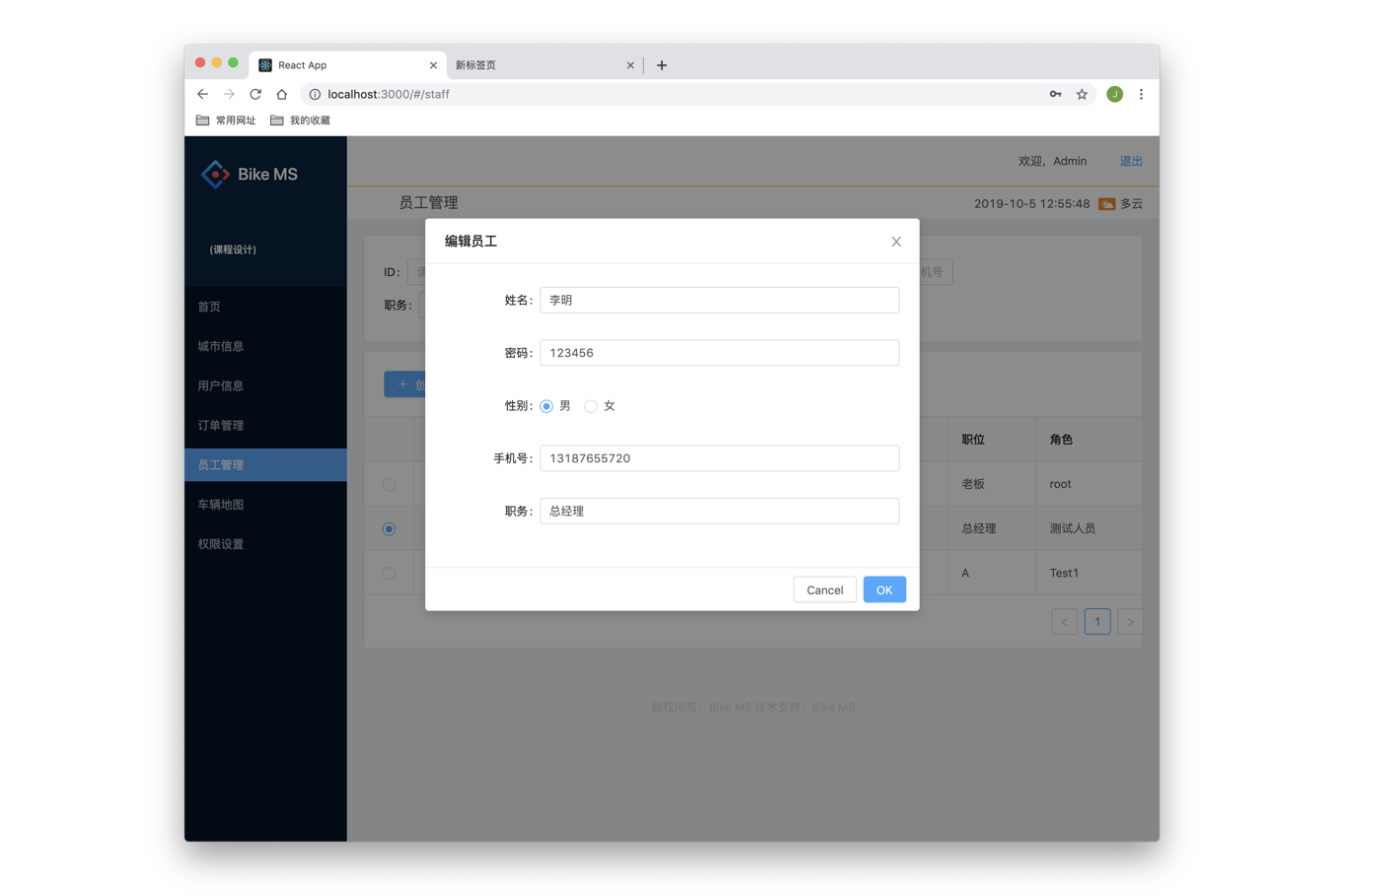 React App
新标签页
localhost:3000/#/staff
J
常用网址 我的收藏
Bike MS
欢迎，Admin 退出
员工管理
2019-10-5 12:55:48 多云
(课程设计)
首页
城市信息
用户信息
订单管理
员工管理
车辆地图
权限设置
ID:
机号
职务:
创
编辑员工
姓名: 李明
密码: 123456
性别: 男 女
手机号: 13187655720
职务: 总经理
Cancel OK
职位 角色
老板 root
总经理 测试人员
A Test1
< 1 >
版权所有：Bike MS 技术支持：Bike MS